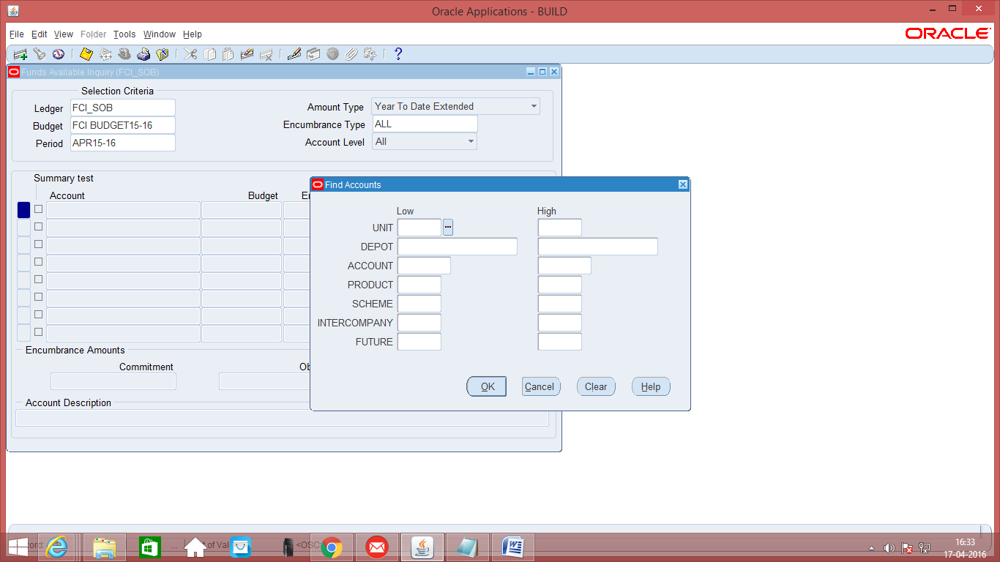 Oracle Applications - BUILD
File Edit View Folder Tools Window Help
ORACLE
Funds Available Inquiry (FCI_SOB)
Selection Criteria
Ledger FCI_SOB
Budget FCI BUDGET15-16
Period APR15-16
Amount Type Year To Date Extended
Encumbrance Type ALL
Account Level All
Summary test
Account Budget
Find Accounts
Low High
UNIT
DEPOT
ACCOUNT
PRODUCT
SCHEME
INTERCOMPANY
FUTURE
OK Cancel Clear Help
Encumbrance Amounts
Commitment
Account Description
... of <OSC
16:33
17-04-2016